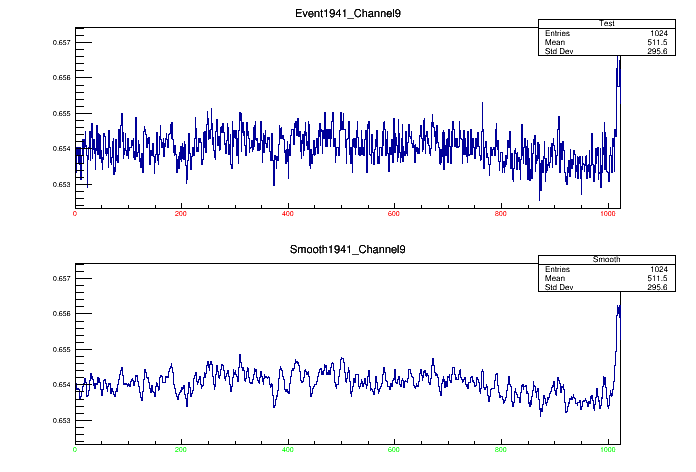 Event1941_Channel9
Test
Entries 1024
Mean 511.5
Std Dev 295.6
0.657
0.656
0.655
0.654
0.653
0 200 400 600 800 1000
Smooth1941_Channel9
Smooth
Entries 1024
Mean 511.5
Std Dev 295.6
0.657
0.656
0.655
0.654
0.653
0 200 400 600 800 1000